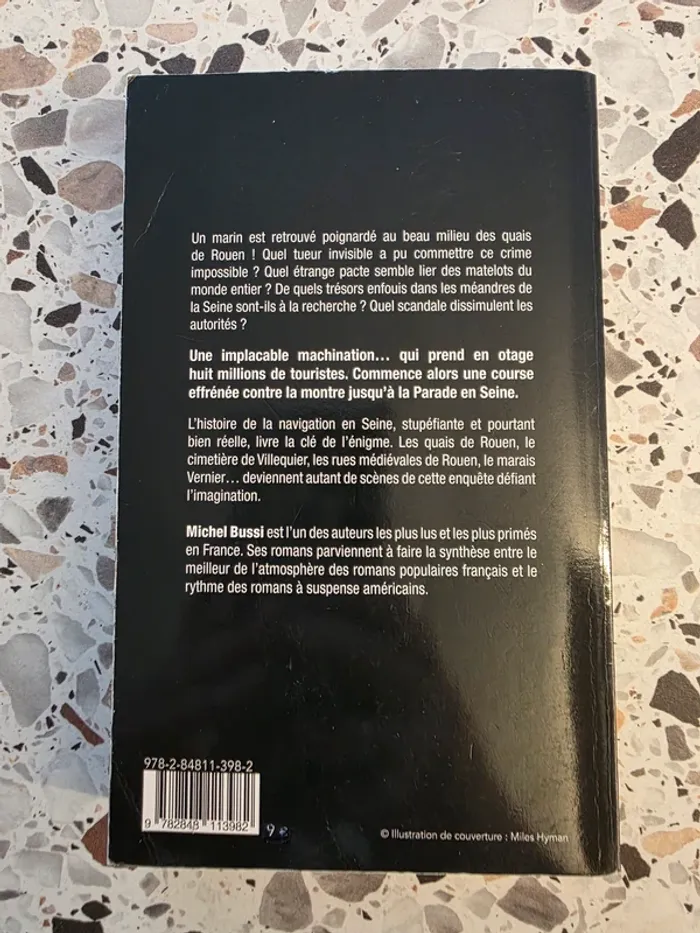 Un marin est retrouvé poignardé au beau milieu des quais
de Rouen ! Quel tueur invisible a pu commettre ce crime
impossible ? Quel étrange pacte semble lier des matelots du
monde entier ? De quels trésors enfouis dans les méandres de
la Seine sont-ils à la recherche ? Quel scandale dissimulent les
autorités ?
Une implacable machination... qui prend en otage
huit millions de touristes. Commence alors une course
effrénée contre la montre jusqu'à la Parade en Seine.
L'histoire de la navigation en Seine, stupéfiante et pourtant
bien réelle, livre la clé de l'énigme. Les quais de Rouen, le
cimetière de Villequier, les rues médiévales de Rouen, le marais
Vernier... deviennent autant de scènes de cette enquête défiant
l'imagination.
Michel Bussi est l'un des auteurs les plus lus et les plus primés
en France. Ses romans parviennent à faire la synthèse entre le
meilleur de l'atmosphère des romans populaires français et le
rythme des romans à suspense américains.
978-2-84811-398-2
9 782848 113982
9 €
© Illustration de couverture : Miles Hyman